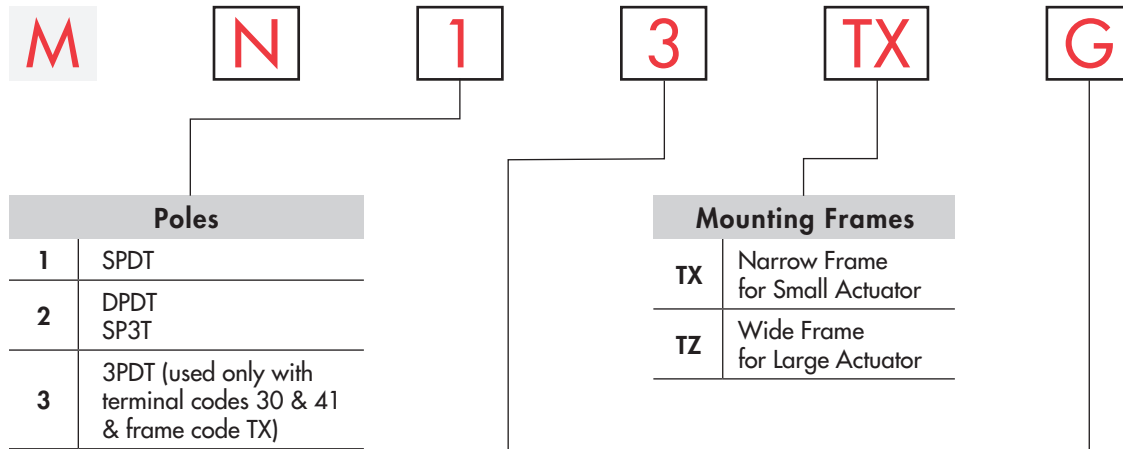 M N 1 3 TX G
Poles
1 SPDT
2 DPDT
SP3T
3 3PDT (used only with
terminal codes 30 & 41
& frame code TX)
Mounting Frames
TX Narrow Frame
for Small Actuator
TZ Wide Frame
for Large Actuator